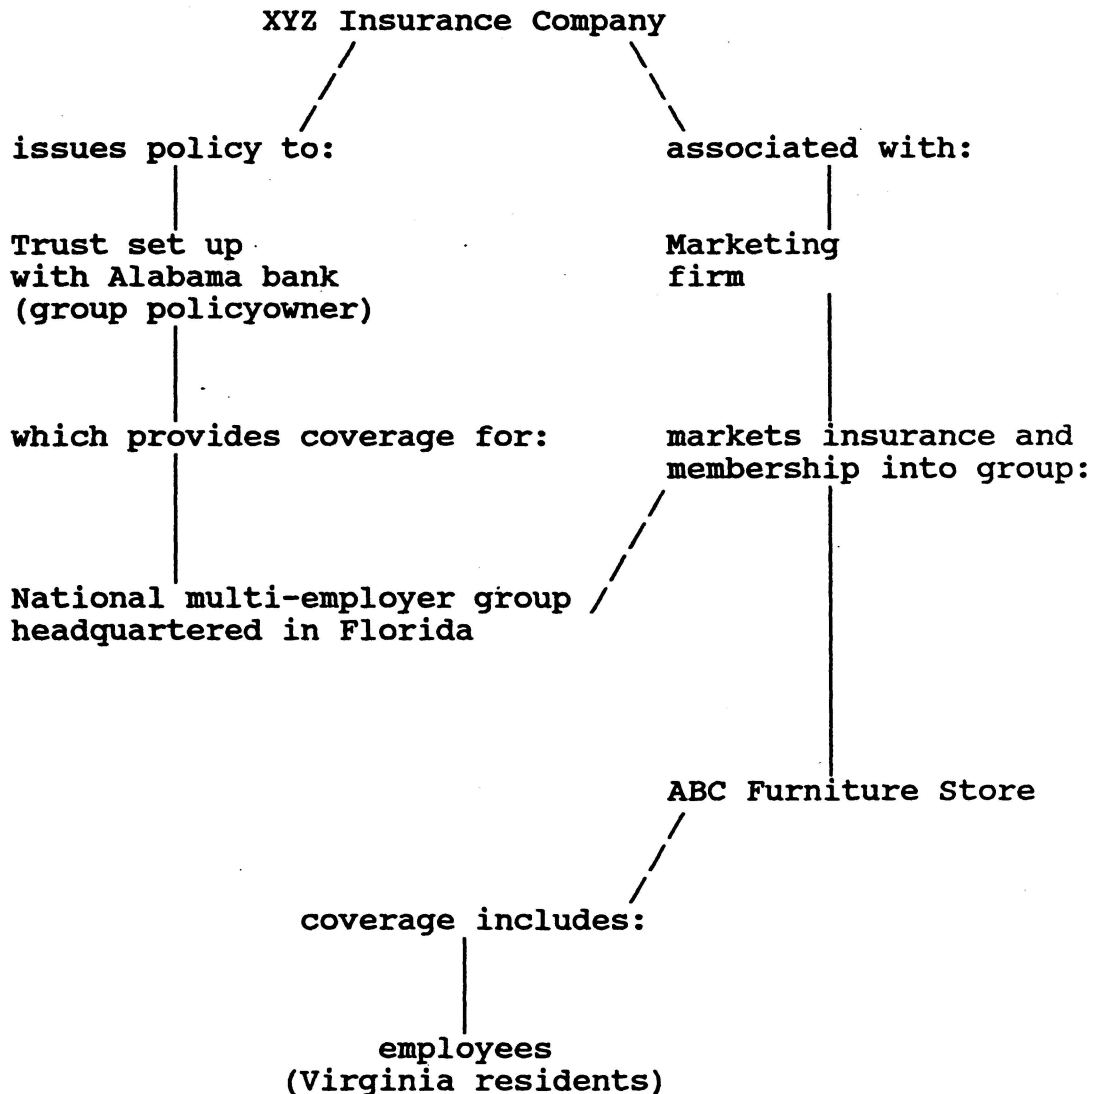 XYZ Insurance Company
issues policy to:
associated with:
Trust set up
with Alabama bank
(group policyowner)
Marketing
firm
which provides coverage for:
markets insurance and
membership into group:
National multi-employer group
headquartered in Florida
ABC Furniture Store
coverage includes:
employees
(Virginia residents)